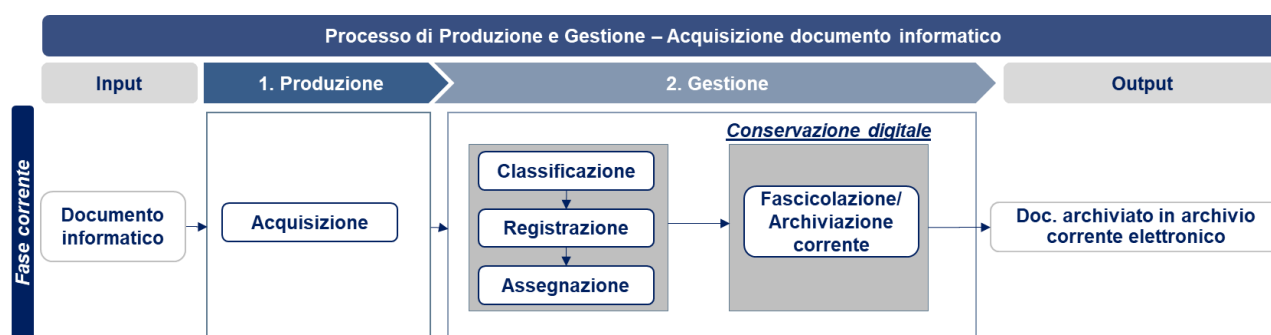 Processo di Produzione e Gestione – Acquisizione documento informatico
Input
1. Produzione
2. Gestione
Output
Fase corrente
Documento
informatico
Acquisizione
Classificazione
Registrazione
Assegnazione
Conservazione digitale
Fascicolazione/
Archiviazione
corrente
Doc. archiviato in archivio
corrente elettronico